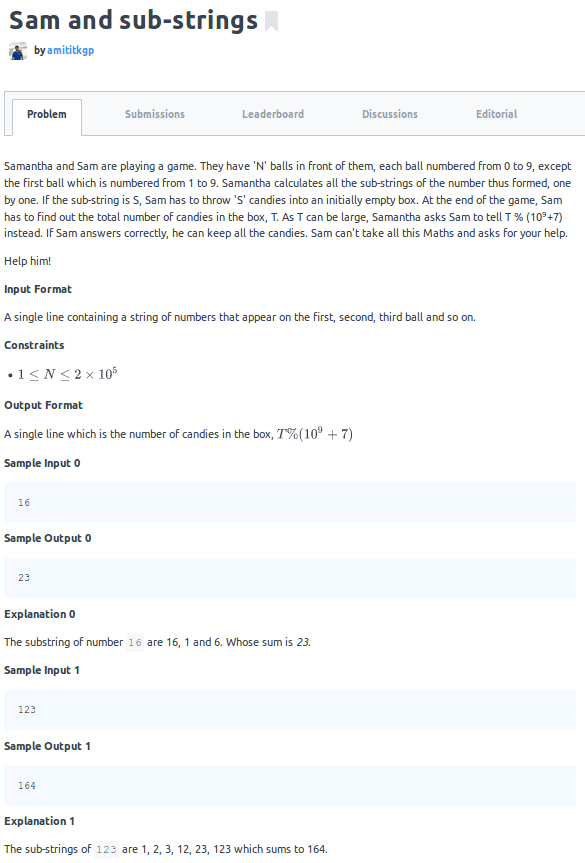 Sam and sub-strings
by amititkgp
Problem Submissions Leaderboard Discussions Editorial
Samantha and Sam are playing a game. They have 'N' balls in front of them, each ball numbered from 0 to 9, except
the first ball which is numbered from 1 to 9. Samantha calculates all the sub-strings of the number thus formed, one
by one. If the sub-string is S, Sam has to throw 'S' candies into an initially empty box. At the end of the game, Sam
has to find out the total number of candies in the box, T. As T can be large, Samantha asks Sam to tell T % (10⁹+7)
instead. If Sam answers correctly, he can keep all the candies. Sam can't take all this Maths and asks for your help.
Help him!
Input Format
A single line containing a string of numbers that appear on the first, second, third ball and so on.
Constraints
• 1 ≤ N ≤ 2 × 10⁵
Output Format
A single line which is the number of candies in the box, T%(10⁹ + 7)
Sample Input 0
16
Sample Output 0
23
Explanation 0
The substring of number 16 are 16, 1 and 6. Whose sum is 23.
Sample Input 1
123
Sample Output 1
164
Explanation 1
The sub-strings of 123 are 1, 2, 3, 12, 23, 123 which sums to 164.